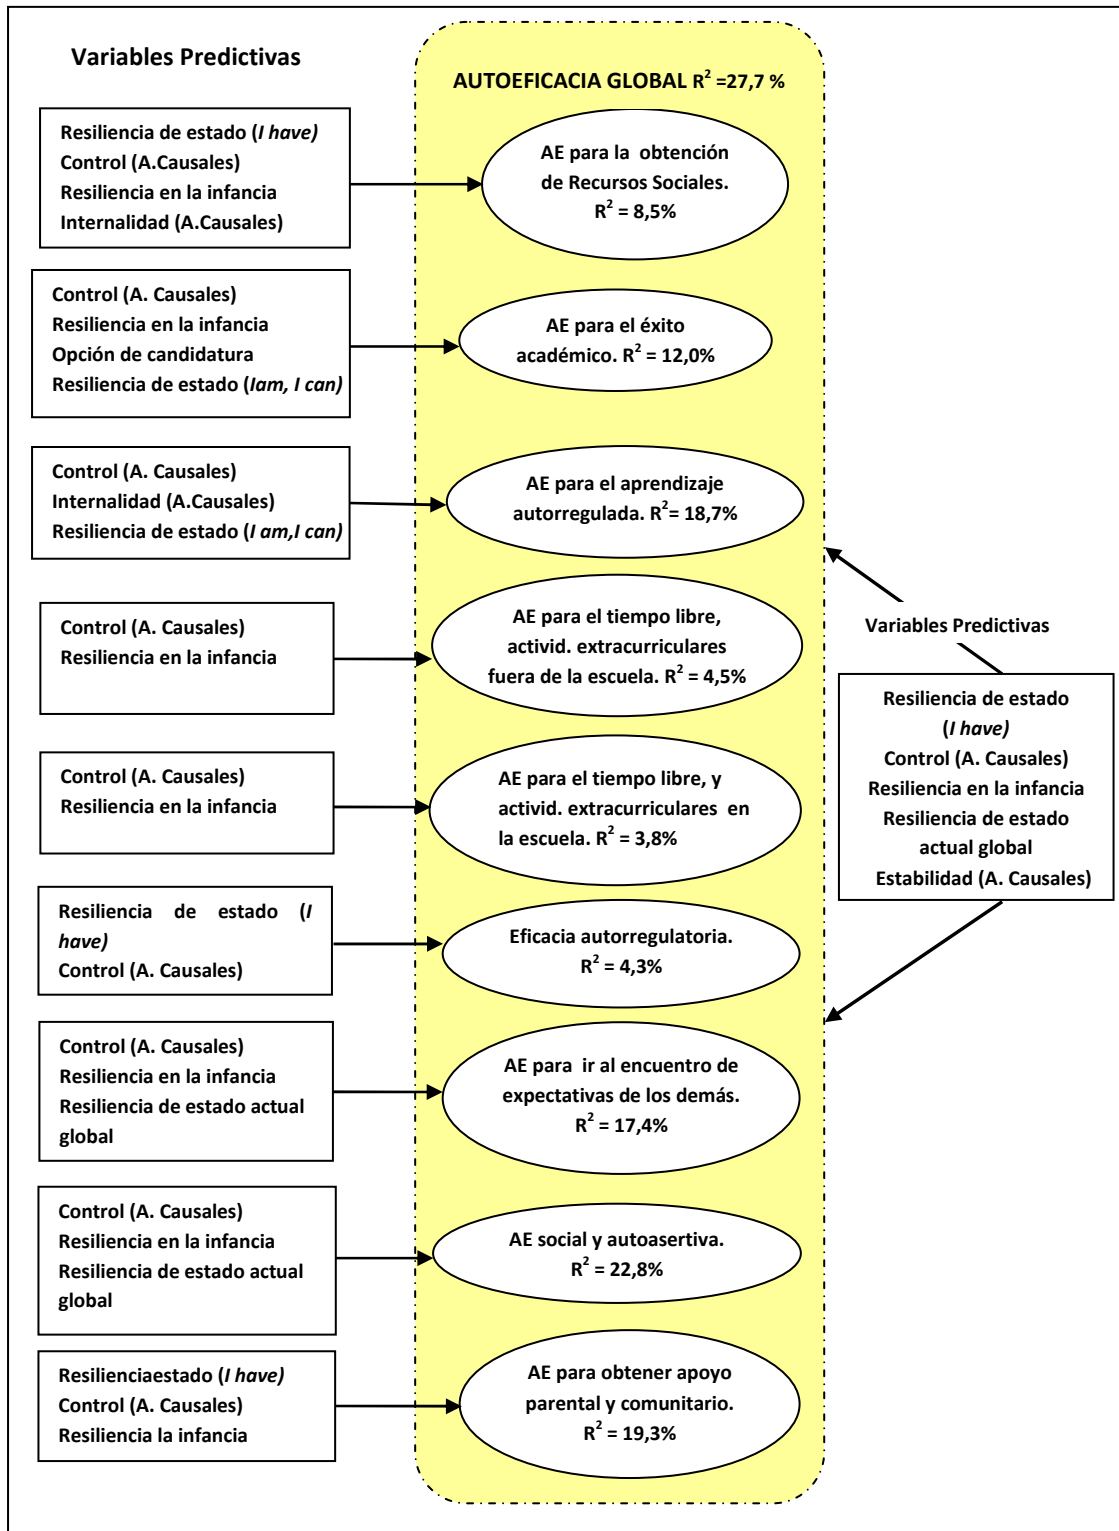 Variables Predictivas
AUTOEFICACIA GLOBAL R² =27,7 %
Resiliencia de estado (I have)
Control (A.Causales)
Resiliencia en la infancia
Internalidad (A.Causales)
AE para la obtención
de Recursos Sociales.
R² = 8,5%
Control (A. Causales)
Resiliencia en la infancia
Opción de candidatura
Resiliencia de estado (Iam, I can)
AE para el éxito
académico. R² = 12,0%
Control (A. Causales)
Internalidad (A.Causales)
Resiliencia de estado (I am,I can)
AE para el aprendizaje
autorregulada. R²= 18,7%
Control (A. Causales)
Resiliencia en la infancia
AE para el tiempo libre,
activid. extracurriculares
fuera de la escuela. R² = 4,5%
Control (A. Causales)
Resiliencia en la infancia
AE para el tiempo libre, y
activid. extracurriculares en
la escuela. R² = 3,8%
Resiliencia de estado (I
have)
Control (A. Causales)
Eficacia autorregulatoria.
R² = 4,3%
Control (A. Causales)
Resiliencia en la infancia
Resiliencia de estado actual
global
AE para ir al encuentro de
expectativas de los demás.
R² = 17,4%
Control (A. Causales)
Resiliencia en la infancia
Resiliencia de estado actual
global
AE social y autoasertiva.
R² = 22,8%
Resilienciaestado (I have)
Control (A. Causales)
Resiliencia la infancia
AE para obtener apoyo
parental y comunitario.
R² = 19,3%
Variables Predictivas
Resiliencia de estado
(I have)
Control (A. Causales)
Resiliencia en la infancia
Resiliencia de estado
actual global
Estabilidad (A. Causales)